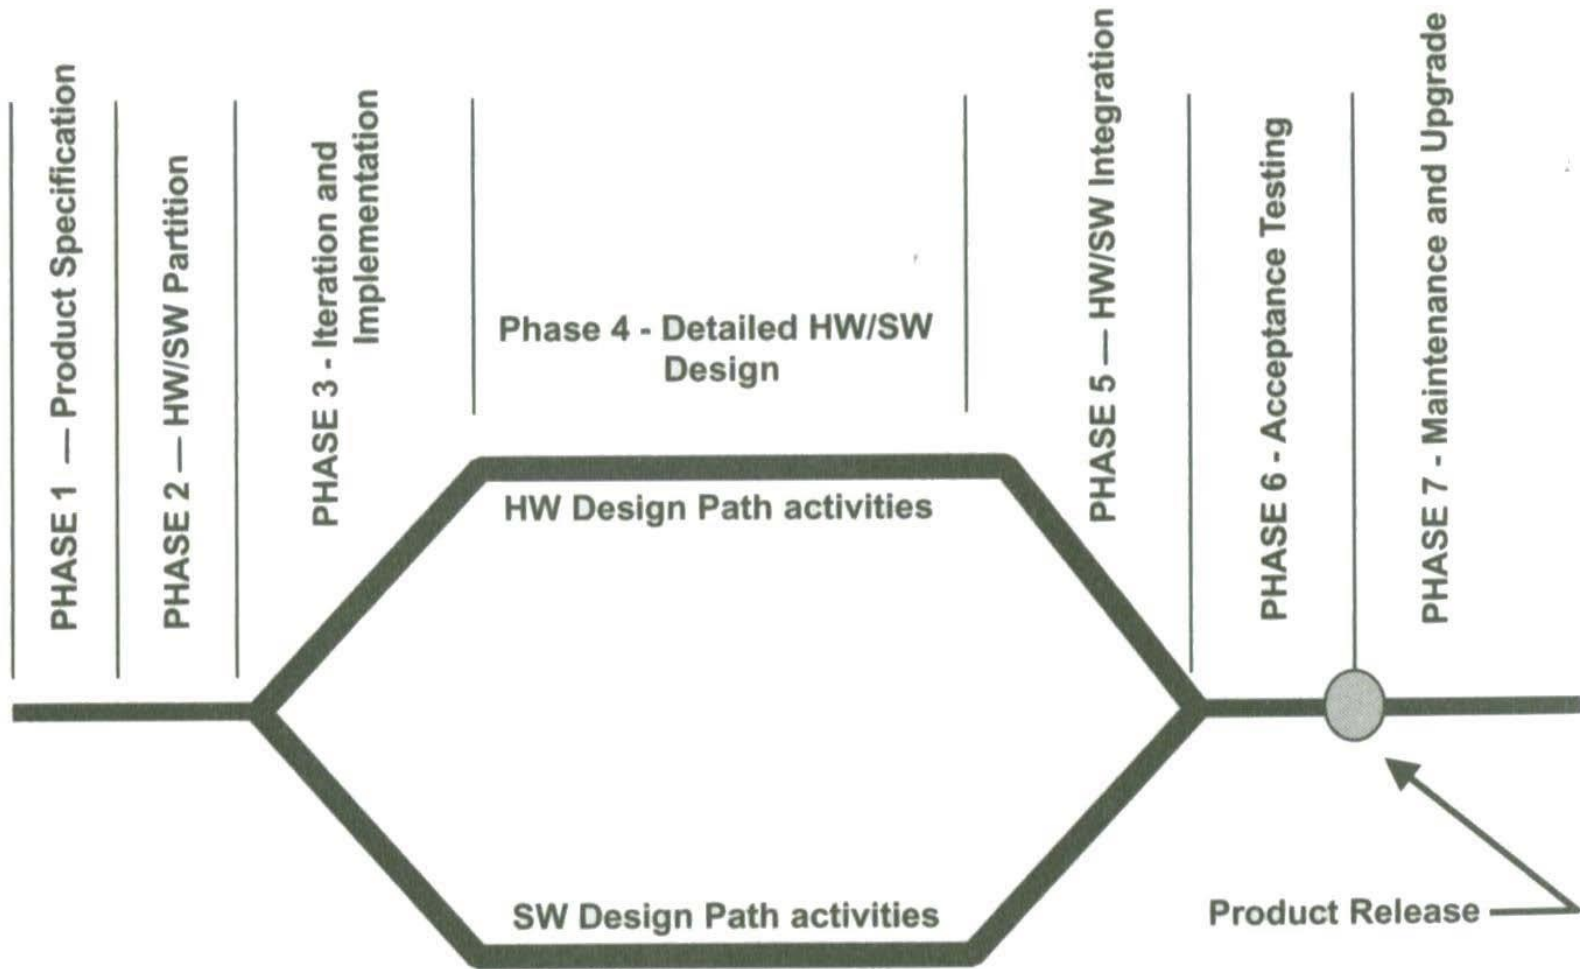 PHASE 1 — Product Specification
PHASE 2 — HW/SW Partition
PHASE 3 - Iteration and
Implementation
Phase 4 - Detailed HW/SW
Design
PHASE 5 — HW/SW Integration
PHASE 6 - Acceptance Testing
PHASE 7 - Maintenance and Upgrade
HW Design Path activities
SW Design Path activities
Product Release